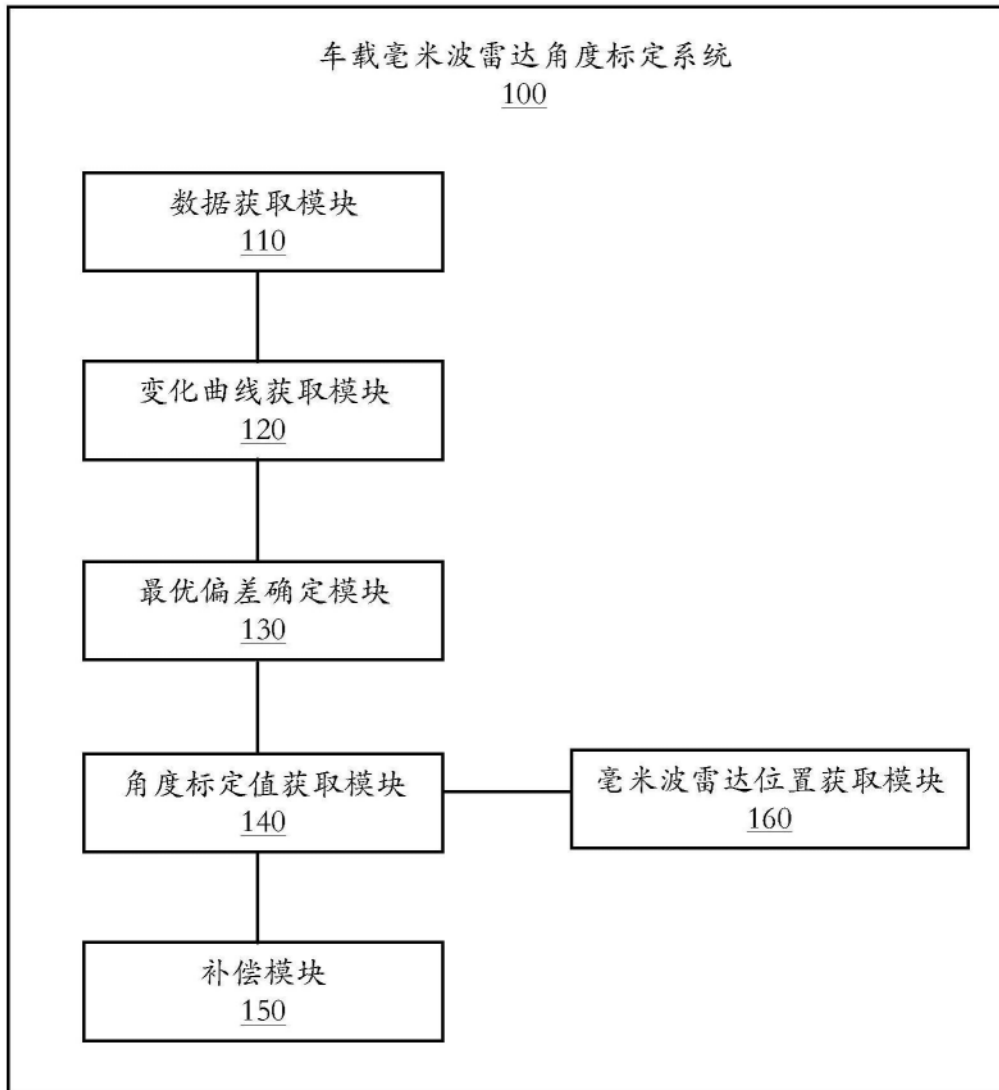 车载毫米波雷达角度标定系统
100
数据获取模块
110
变化曲线获取模块
120
最优偏差确定模块
130
角度标定值获取模块
140
毫米波雷达位置获取模块
160
补偿模块
150